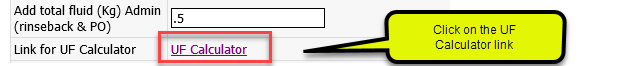 Add total fluid (Kg) Admin
(rinseback & PO)
.5
Link for UF Calculator
UF Calculator
Click on the UF
Calculator link